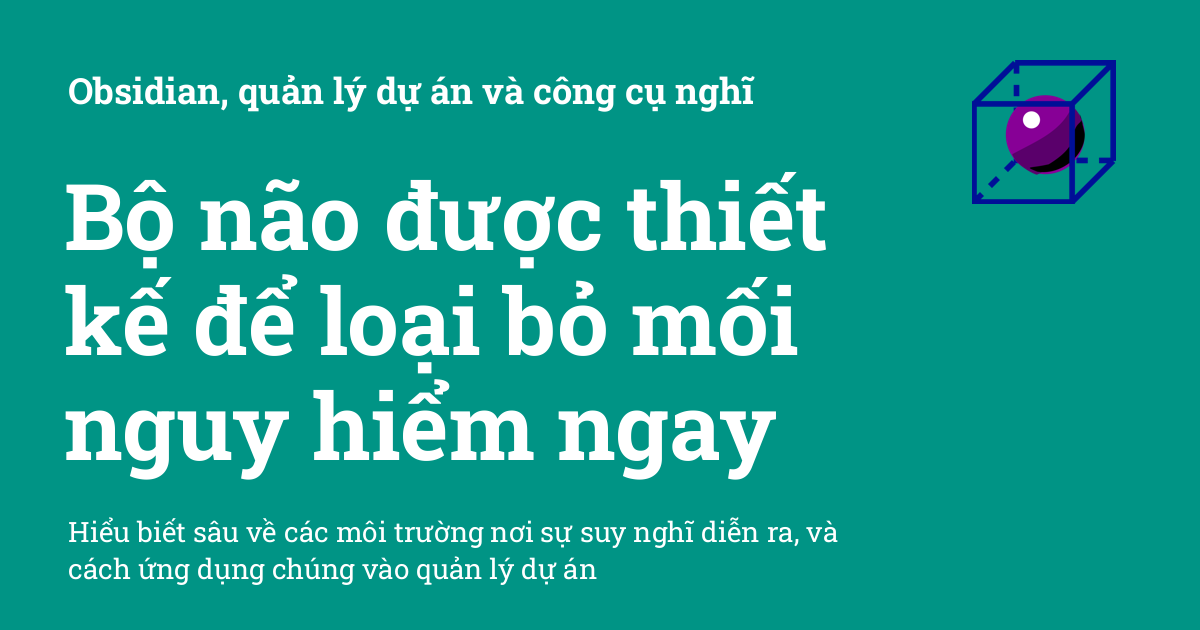 Obsidian, quản lý dự án và công cụ nghĩ
Bộ não được thiết
kế để loại bỏ mối
nguy hiểm ngay
Hiểu biết sâu về các môi trường nơi sự suy nghĩ diễn ra, và
cách ứng dụng chúng vào quản lý dự án